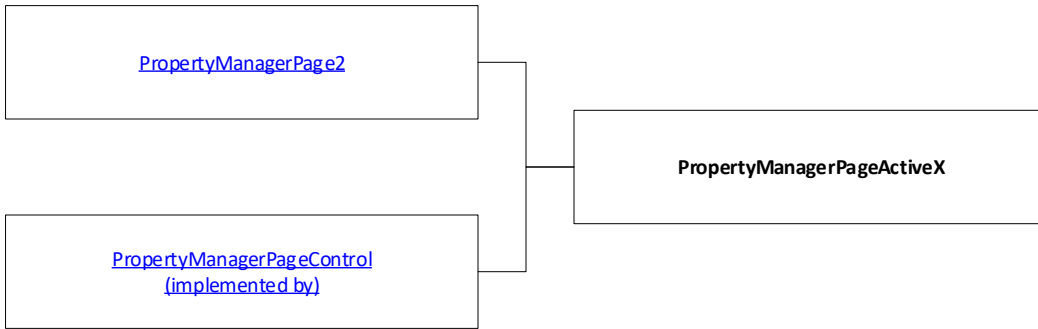 PropertyManagerPage2
PropertyManagerPageActiveX
PropertyManagerPageControl
(implemented by)